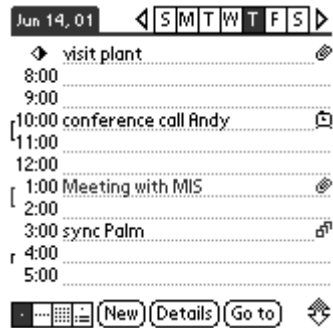 Jun 14, 01 S M T W T F S
visit plant
8:00
9:00
10:00 conference call Andy
11:00
12:00
1:00 Meeting with MIS
2:00
3:00 sync Palm
4:00
5:00
New Details Go to